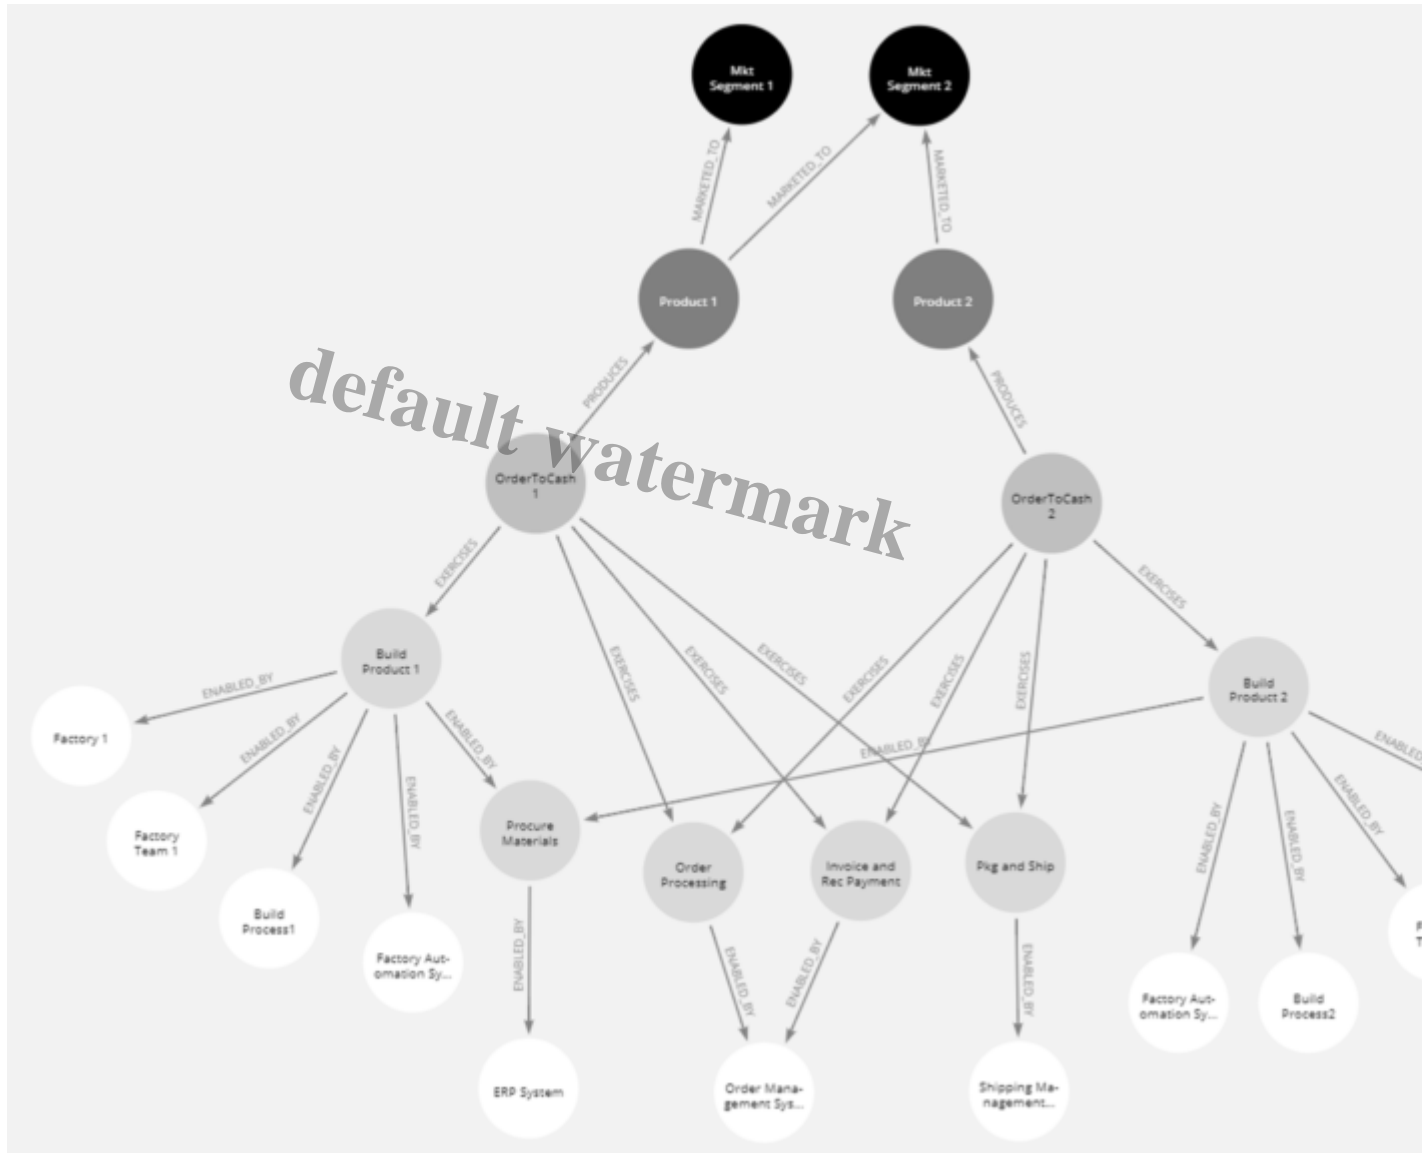 Mkt
Segment 1
Mkt
Segment 2
MARKETED_TO
MARKETED_TO
MARKETED_TO
Product 1
Product 2
PRODUCES
PRODUCES
default watermark
OrderToCash
1
OrderToCash
2
EXERCISES
EXERCISES
EXERCISES
EXERCISES
EXERCISES
EXERCISES
EXERCISES
EXERCISES
Build
Product 1
Build
Product 2
ENABLED_BY
ENABLED_BY
ENABLED_BY
ENABLED_BY
ENABLED_BY
ENABLED_BY
ENABLED_BY
ENABLED_BY
ENABLED_BY
ENABLED_
Factory 1
Factory
Team 1
Build
Process1
Factory Aut-
omation Sy...
Procure
Materials
Order
Processing
Invoice and
Rec Payment
Pkg and Ship
F
T
ENABLED_BY
ENABLED_BY
ENABLED_BY
ENABLED_BY
Factory Aut-
omation Sy...
Build
Process2
ERP System
Order Mana-
gement Sys...
Shipping Ma-
nagement...